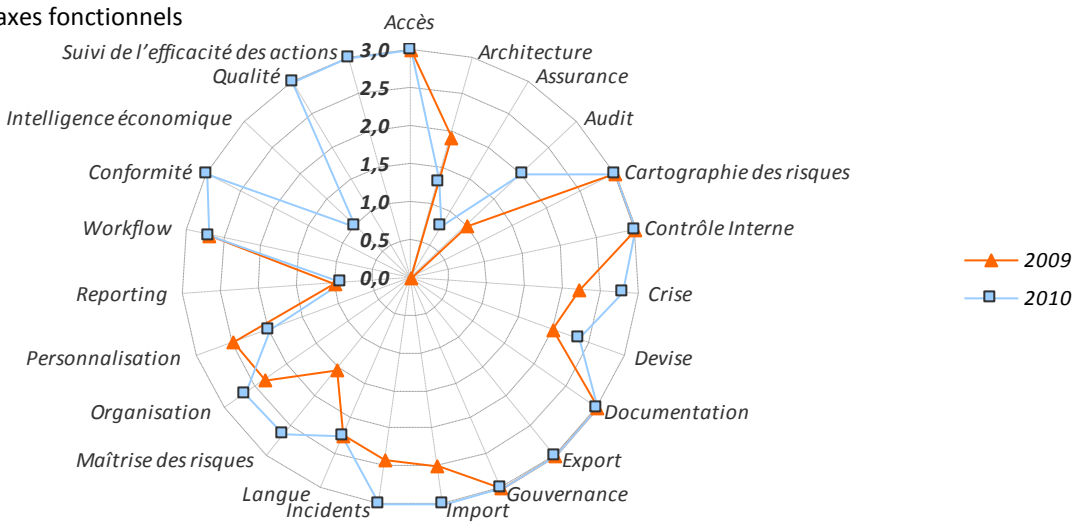 axes fonctionnels
Accès
Suivi de l'efficacité des actions
3,0
Architecture
Qualité
2,5
Assurance
Intelligence économique
2,0
Audit
Conformité
1,5
Cartographie des risques
Workflow
1,0
Contrôle Interne
0,5
2009
Reporting
0,0
Crise
2010
Personnalisation
Devise
Organisation
Documentation
Maîtrise des risques
Export
Langue
Gouvernance
Incidents
Import